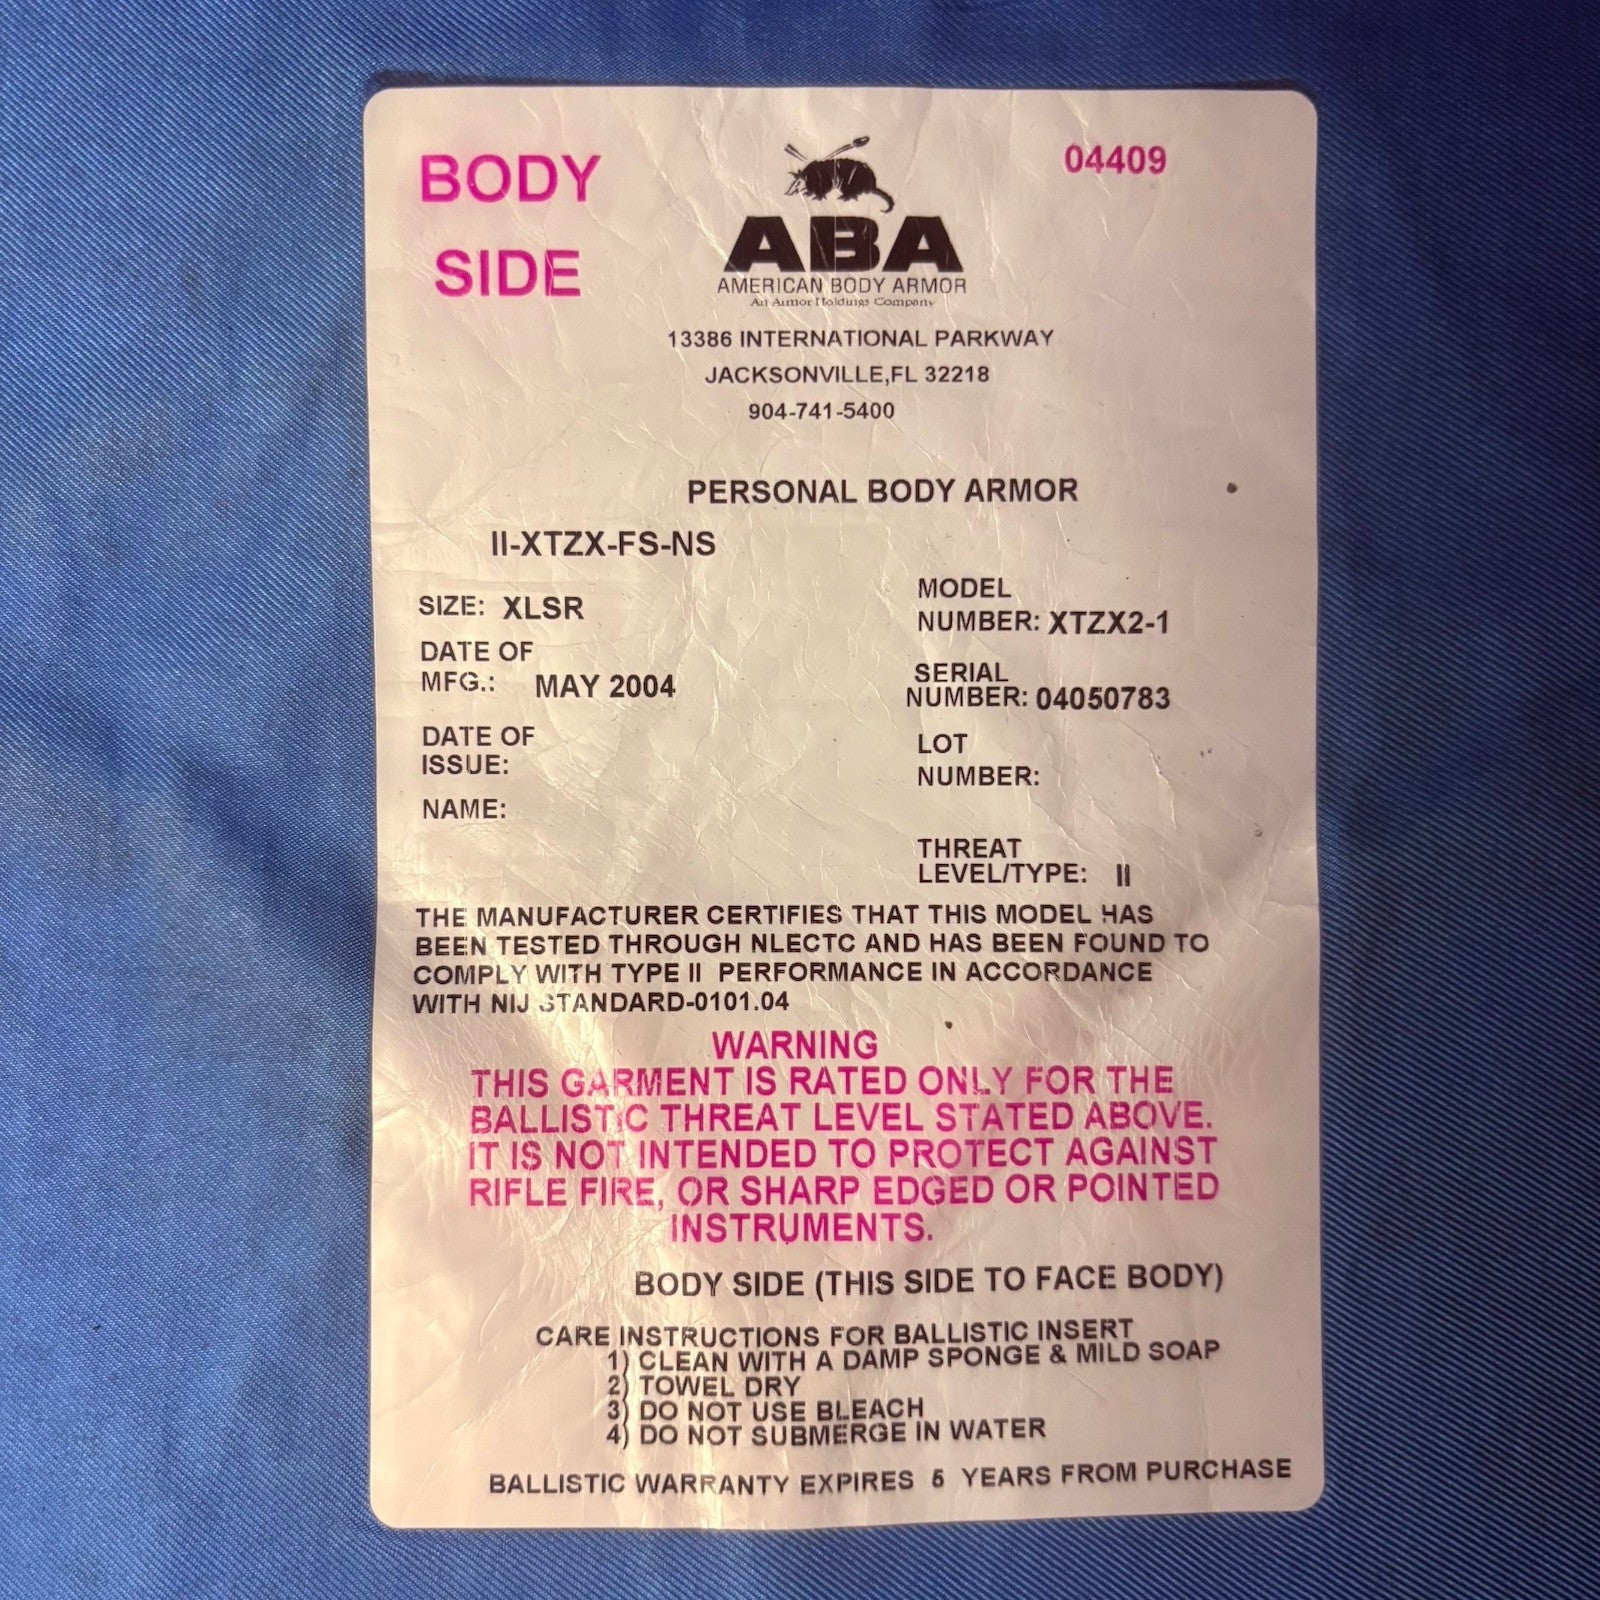 BODY
SIDE
04409
ABA
AMERICAN BODY ARMOR
An Armor Holdings Company
13386 INTERNATIONAL PARKWAY
JACKSONVILLE,FL 32218
904-741-5400
PERSONAL BODY ARMOR
II-XTZX-FS-NS
SIZE: XLSR
MODEL
NUMBER: XTZX2-1
DATE OF
MFG.: MAY 2004
SERIAL
NUMBER: 04050783
DATE OF
ISSUE:
LOT
NUMBER:
NAME:
THREAT
LEVEL/TYPE: II
THE MANUFACTURER CERTIFIES THAT THIS MODEL HAS
BEEN TESTED THROUGH NLECTC AND HAS BEEN FOUND TO
COMPLY WITH TYPE II PERFORMANCE IN ACCORDANCE
WITH NIJ STANDARD-0101.04
WARNING
THIS GARMENT IS RATED ONLY FOR THE
BALLISTIC THREAT LEVEL STATED ABOVE.
IT IS NOT INTENDED TO PROTECT AGAINST
RIFLE FIRE, OR SHARP EDGED OR POINTED
INSTRUMENTS.
BODY SIDE (THIS SIDE TO FACE BODY)
CARE INSTRUCTIONS FOR BALLISTIC INSERT
1) CLEAN WITH A DAMP SPONGE & MILD SOAP
2) TOWEL DRY
3) DO NOT USE BLEACH
4) DO NOT SUBMERGE IN WATER
BALLISTIC WARRANTY EXPIRES 5 YEARS FROM PURCHASE